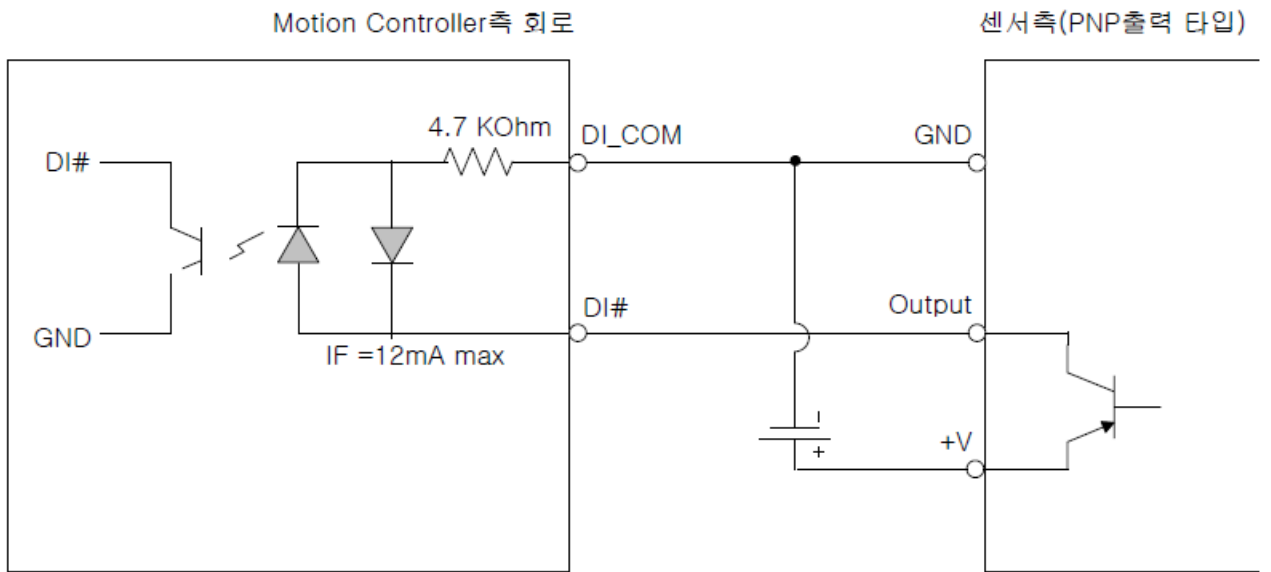 Motion Controller측 회로
센서측(PNP출력 타입)
4.7 KOhm
DI_COM
GND
DI#
DI#
Output
GND
IF =12mA max
-
+
+V